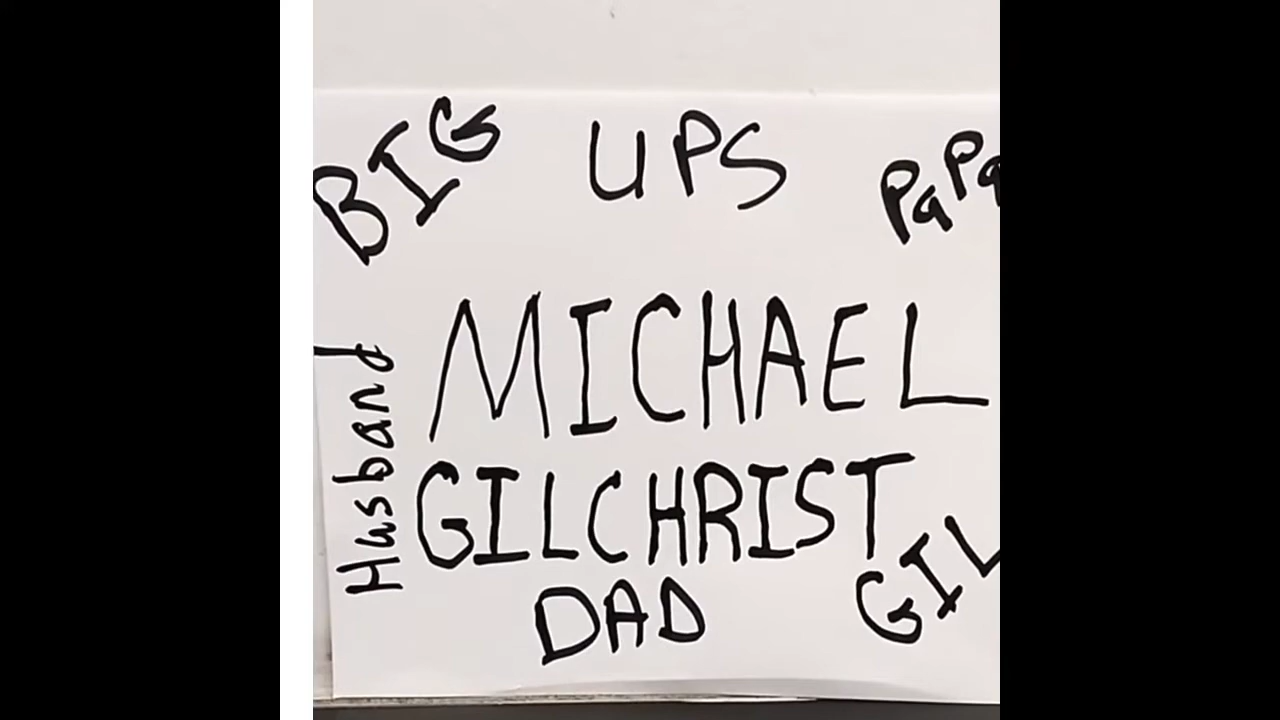 BIG UPS PaPa
MICHAEL
Husband
GILCHRIST
GIL
DAD